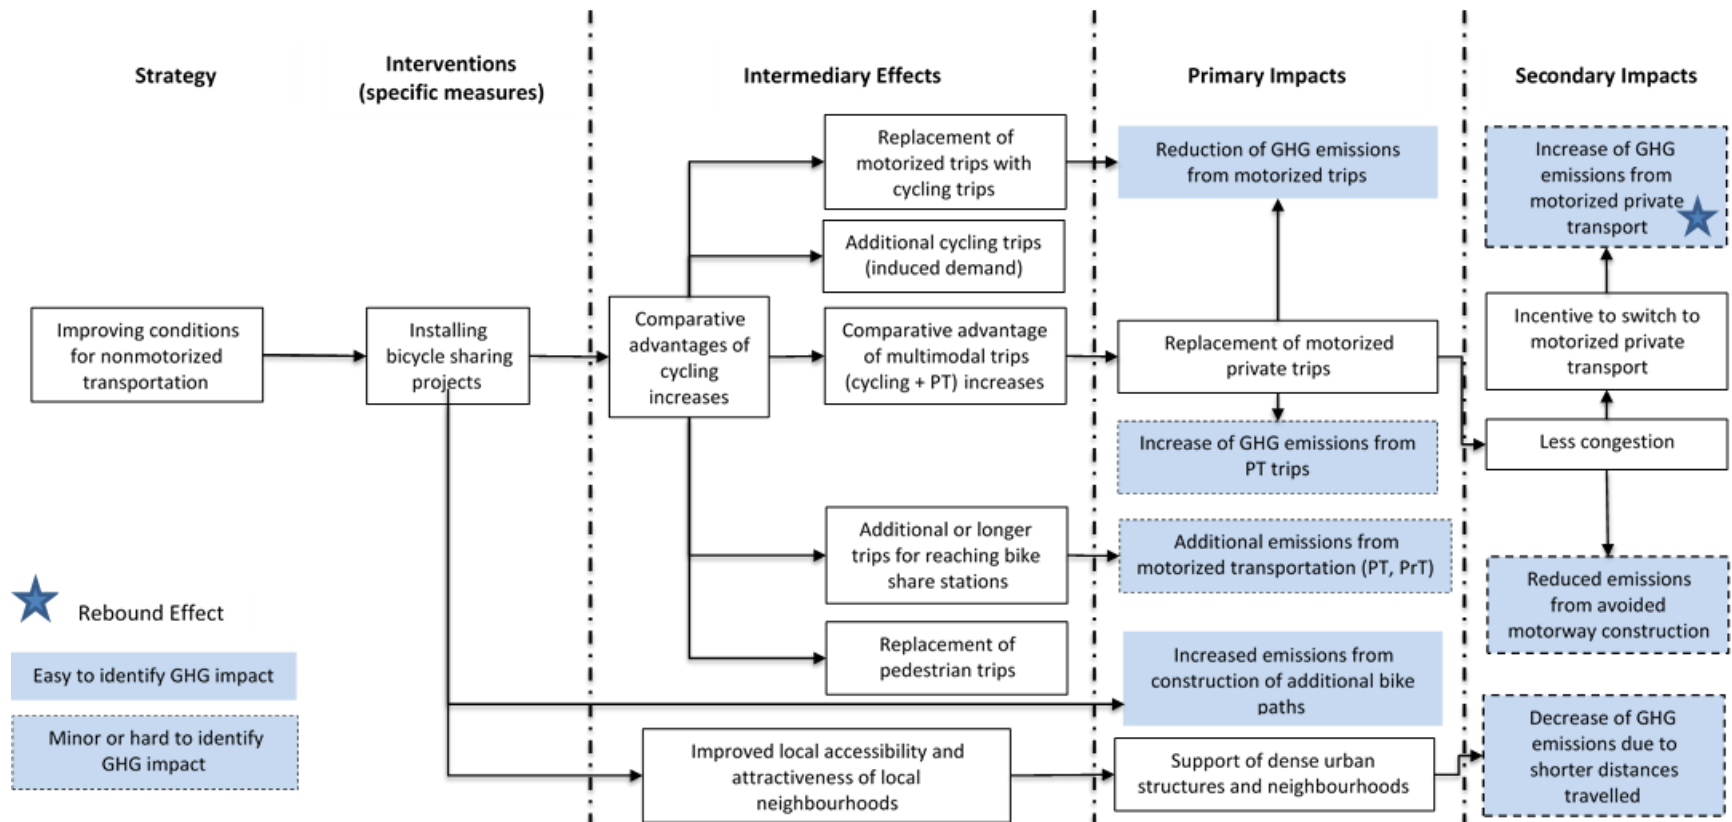 Strategy
Interventions
(specific measures)
Intermediary Effects
Primary Impacts
Secondary Impacts
Improving conditions
for nonmotorized
transportation
Installing
bicycle sharing
projects
Comparative
advantages of
cycling
increases
Replacement of
motorized trips with
cycling trips
Additional cycling trips
(induced demand)
Comparative advantage
of multimodal trips
(cycling + PT) increases
Additional or longer
trips for reaching bike
share stations
Replacement of
pedestrian trips
Improved local accessibility and
attractiveness of local
neighbourhoods
Reduction of GHG emissions
from motorized trips
Replacement of motorized
private trips
Increase of GHG emissions from
PT trips
Additional emissions from
motorized transportation (PT, PrT)
Increased emissions from
construction of additional bike
paths
Support of dense urban
structures and neighbourhoods
Increase of GHG
emissions from
motorized private
transport
Incentive to switch to
motorized private
transport
Less congestion
Reduced emissions
from avoided
motorway construction
Decrease of GHG
emissions due to
shorter distances
travelled
Rebound Effect
Easy to identify GHG impact
Minor or hard to identify
GHG impact